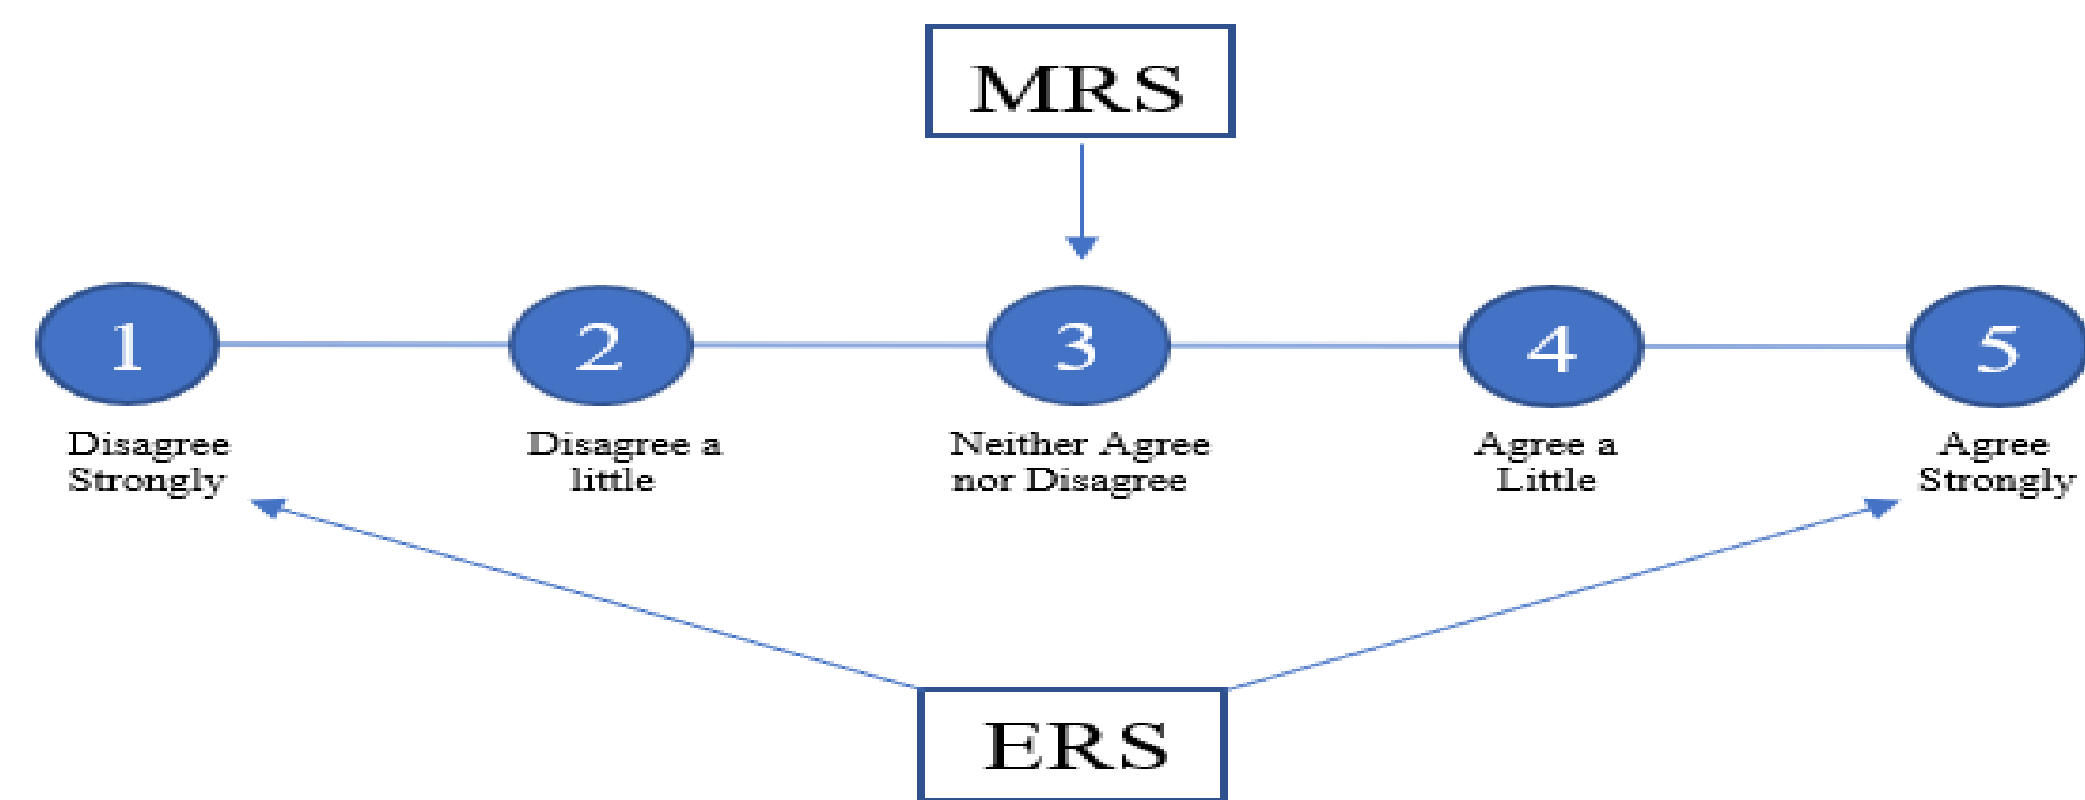 MRS
1
2
3
4
5
Disagree
Strongly
Disagree a
little
Neither Agree
nor Disagree
Agree a
Little
Agree
Strongly
ERS